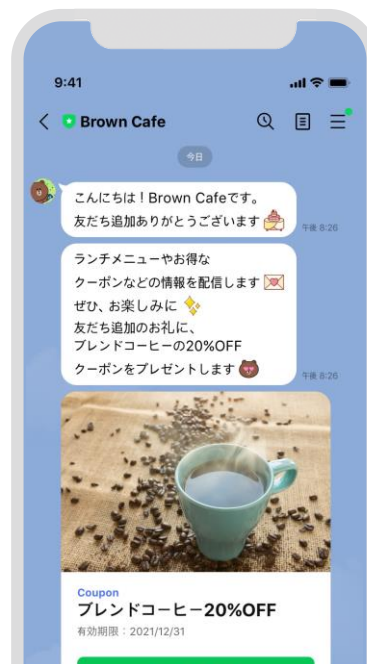 9:41
Brown Cafe
今日
こんにちは！Brown Cafeです。
友だち追加ありがとうございます
午後 8:26
ランチメニューやお得な
クーポンなどの情報を配信します
ぜひ、お楽しみに
友だち追加のお礼に、
ブレンドコーヒーの20%OFF
クーポンをプレゼントします
午後 8:26
Coupon
ブレンドコーヒー20%OFF
有効期限：2021/12/31